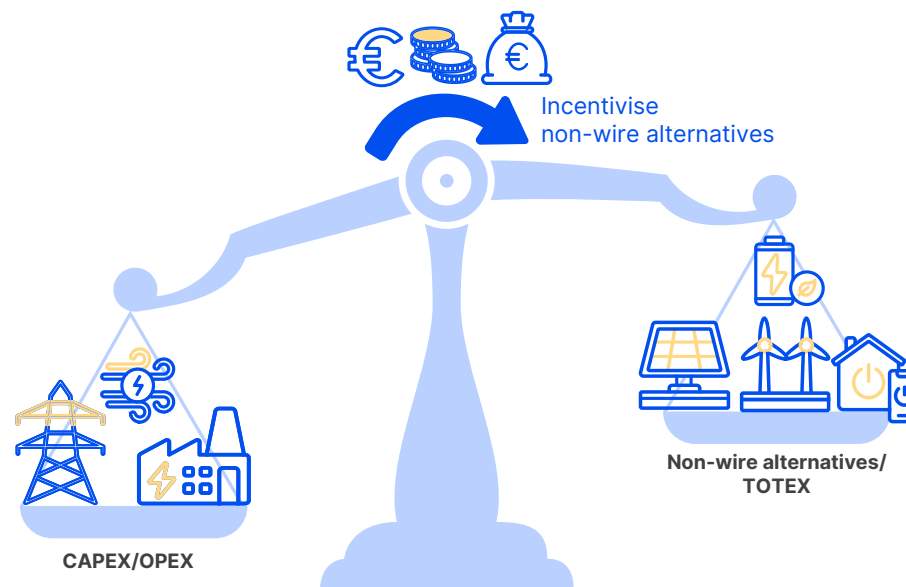 Incentivise
non-wire alternatives
Non-wire alternatives/
TOTEX
CAPEX/OPEX